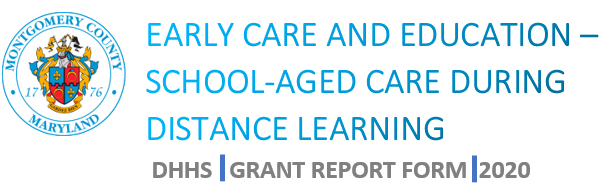 MONTGOMERY COUNTY
17 76
MARYLAND
EARLY CARE AND EDUCATION –
SCHOOL-AGED CARE DURING
DISTANCE LEARNING
DHHS GRANT REPORT FORM 2020